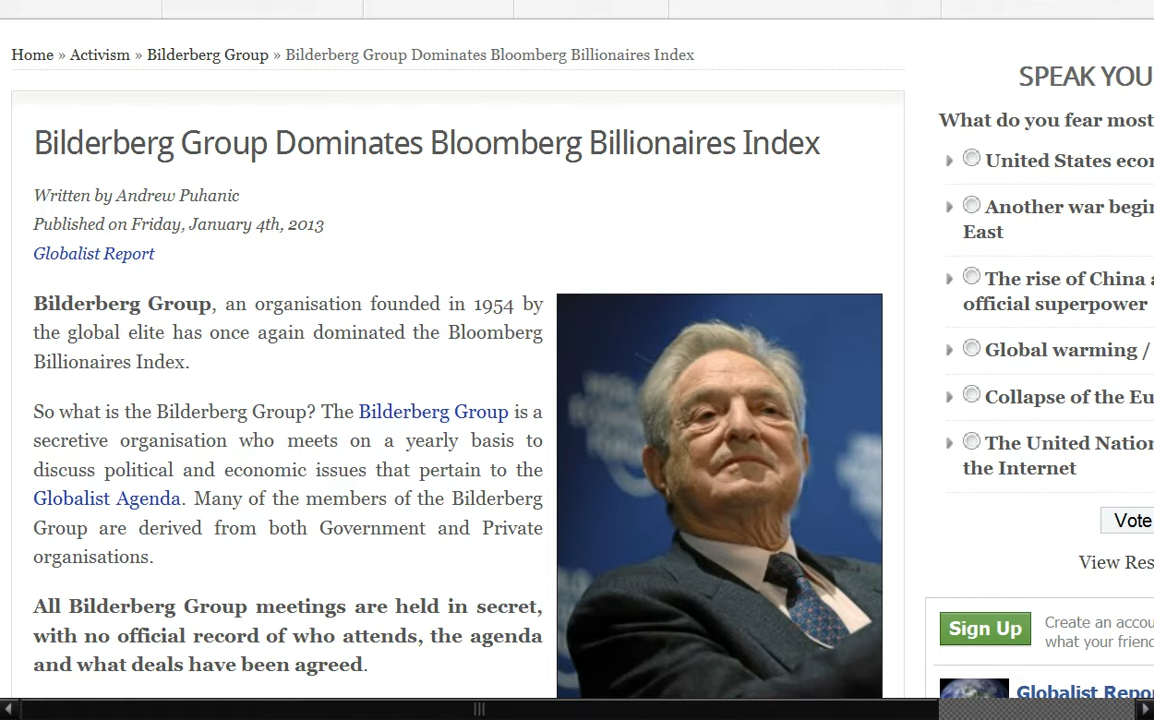 Home » Activism » Bilderberg Group » Bilderberg Group Dominates Bloomberg Billionaires Index
Bilderberg Group Dominates Bloomberg Billionaires Index
Written by Andrew Puhanic
Published on Friday, January 4th, 2013
Globalist Report
Bilderberg Group, an organisation founded in 1954 by
the global elite has once again dominated the Bloomberg
Billionaires Index.
So what is the Bilderberg Group? The Bilderberg Group is a
secretive organisation who meets on a yearly basis to
discuss political and economic issues that pertain to the
Globalist Agenda. Many of the members of the Bilderberg
Group are derived from both Government and Private
organisations.
All Bilderberg Group meetings are held in secret,
with no official record of who attends, the agenda
and what deals have been agreed.
SPEAK YOU
What do you fear most
United States eco
Another war begi
East
The rise of China
official superpower
Global warming /
Collapse of the Eu
The United Nation
the Internet
Vote
View Res
Sign Up
Create an accou
what your friend
Globalist Repo